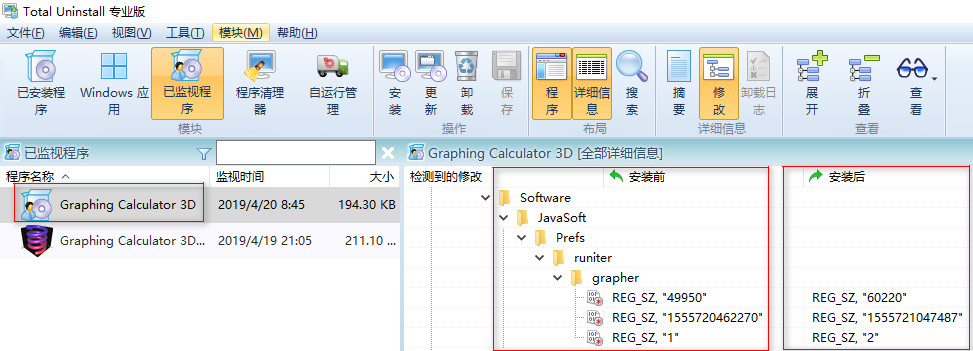 Total Uninstall 专业版
文件(F) 编辑(E) 视图(V) 工具(T) 模块(M) 帮助(H)
已安装程序 Windows 应用 已监视程序 程序清理器 自运行管理
模块
安装 更新 卸载 保存
操作
程序 详细信息 搜索
布局
摘要 修改 卸载日志
详细信息
展开 折叠 查看
查看
已监视程序
程序名称 监视时间 大小
Graphing Calculator 3D 2019/4/20 8:45 194.30 KB
Graphing Calculator 3D... 2019/4/19 21:05 211.10 ...
Graphing Calculator 3D [全部详细信息]
检测到的修改 安装前 安装后
Software
JavaSoft
Prefs
runiter
grapher
REG_SZ, "49950" REG_SZ, "60220"
REG_SZ, "1555720462270" REG_SZ, "1555721047487"
REG_SZ, "1" REG_SZ, "2"